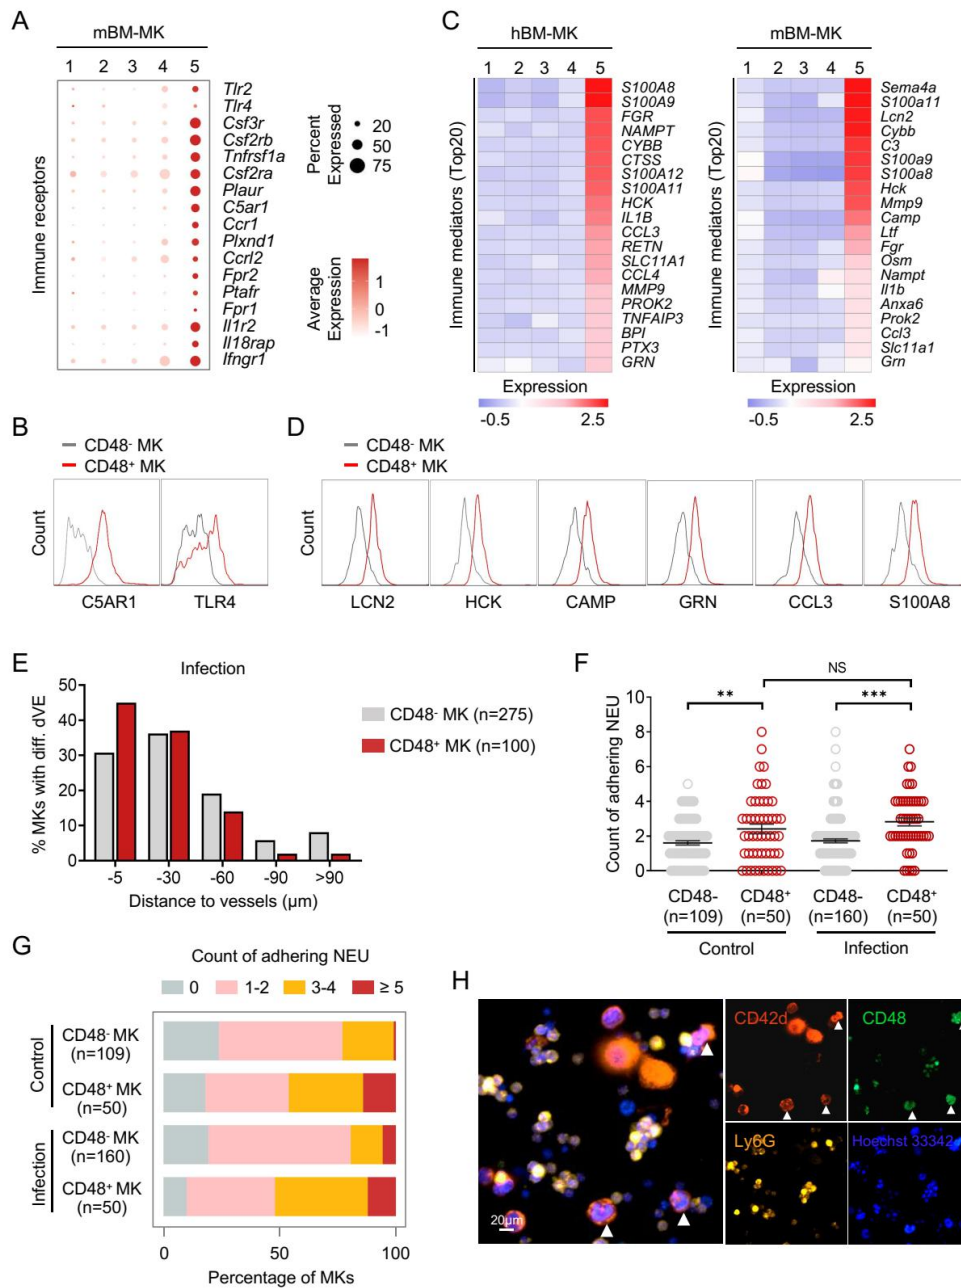 A
mBM-MK
1 2 3 4 5
Immune receptors
Tlr2
Tlr4
Csf3r
Csf2rb
Tnfrsf1a
Csf2ra
Plaur
C5ar1
Ccr1
Plxnd1
Ccrl2
Fpr2
Ptafr
Fpr1
Il1r2
Il18rap
Ifngr1
Percent
Expressed
20
50
75
Average
Expression
1
0
-1
C
hBM-MK
1 2 3 4 5
Immune mediators (Top20)
S100A8
S100A9
FGR
NAMPT
CYBB
CTSS
S100A12
S100A11
HCK
IL1B
CCL3
RETN
SLC11A1
CCL4
MMP9
PROK2
TNFAIP3
BPI
PTX3
GRN
Expression
-0.5 2.5
mBM-MK
1 2 3 4 5
Immune mediators (Top20)
Sema4a
S100a11
Lcn2
Cybb
C3
S100a9
S100a8
Hck
Mmp9
Camp
Ltf
Fgr
Osm
Nampt
Il1b
Anxa6
Prok2
Ccl3
Slc11a1
Grn
Expression
-0.5 2.5
B
CD48- MK
CD48+ MK
Count
C5AR1 TLR4
D
CD48- MK
CD48+ MK
Count
LCN2 HCK CAMP GRN CCL3 S100A8
E
Infection
% MKs with diff. dVE
50
40
30
20
10
0
-5 -30 -60 -90 >90
Distance to vessels (µm)
CD48- MK (n=275)
CD48+ MK (n=100)
F
NS
** ***
Count of adhering NEU
10
8
6
4
2
0
CD48- CD48+ CD48- CD48+
(n=109) (n=50) (n=160) (n=50)
Control Infection
G
Count of adhering NEU
0 1-2 3-4 ≥ 5
Control
CD48- MK
(n=109)
CD48+ MK
(n=50)
Infection
CD48- MK
(n=160)
CD48+ MK
(n=50)
0 50 100
Percentage of MKs
H
20µm
CD42d CD48
Ly6G Hoechst 33342